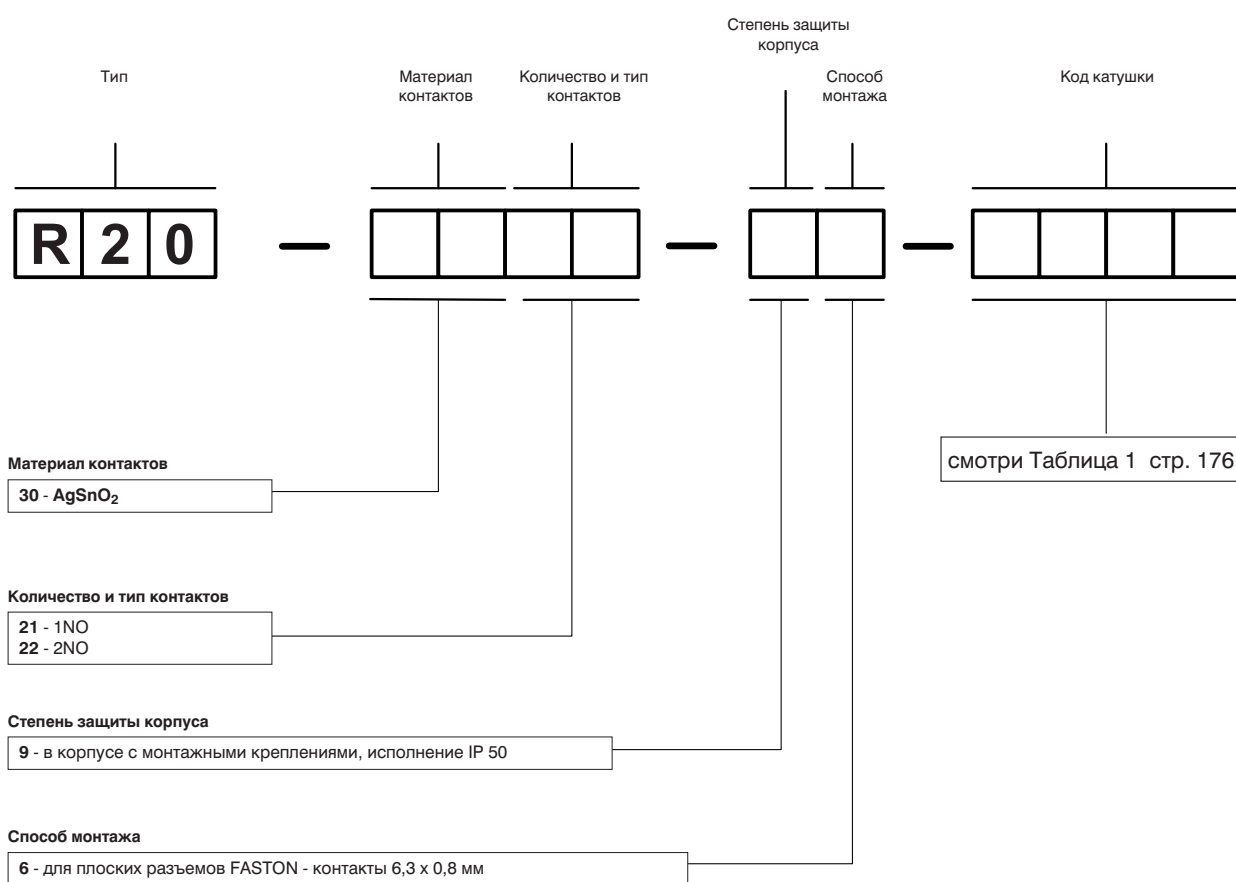 Степень защиты
корпуса
Тип
Материал
контактов
Количество и тип
контактов
Способ
монтажа
Код катушки
R 2 0 — — —
смотри Таблица 1 стр. 176
Материал контактов
30 - AgSnO₂
Количество и тип контактов
21 - 1NO
22 - 2NO
Степень защиты корпуса
9 - в корпусе с монтажными креплениями, исполнение IP 50
Способ монтажа
6 - для плоских разъемов FASTON - контакты 6,3 x 0,8 мм